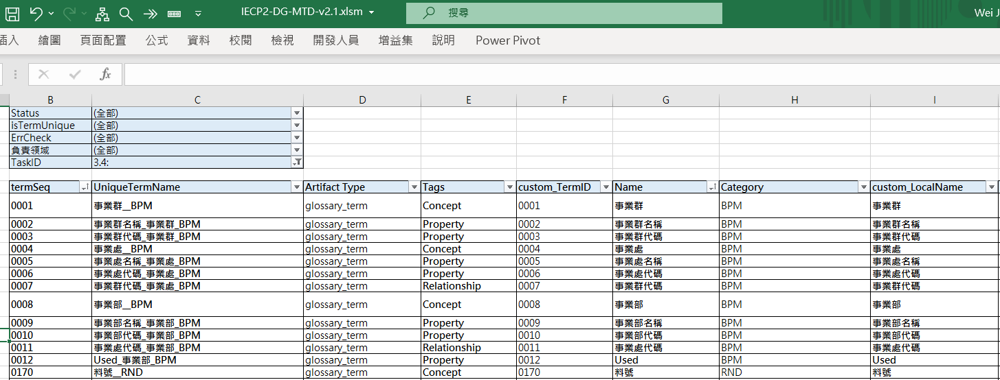 IECP2-DG-MTD-v2.1.xlsm
搜尋
Wei J
插入 繪圖 頁面配置 公式 資料 校閱 檢視 開發人員 增益集 說明 Power Pivot
fx
B C D E F G H I
Status (全部)
isTermUnique (全部)
ErrCheck (全部)
負責領域 (全部)
TaskID 3.4:
termSeq UniqueTermName Artifact Type Tags custom_TermID Name Category custom_LocalName
0001 事業群__BPM glossary_term Concept 0001 事業群 BPM 事業群
0002 事業群名稱_事業群_BPM glossary_term Property 0002 事業群名稱 BPM 事業群名稱
0003 事業群代碼_事業群_BPM glossary_term Property 0003 事業群代碼 BPM 事業群代碼
0004 事業處__BPM glossary_term Concept 0004 事業處 BPM 事業處
0005 事業處名稱_事業處_BPM glossary_term Property 0005 事業處名稱 BPM 事業處名稱
0006 事業處代碼_事業處_BPM glossary_term Property 0006 事業處代碼 BPM 事業處代碼
0007 事業群代碼_事業處_BPM glossary_term Relationship 0007 事業群代碼 BPM 事業群代碼
0008 事業部__BPM glossary_term Concept 0008 事業部 BPM 事業部
0009 事業部名稱_事業部_BPM glossary_term Property 0009 事業部名稱 BPM 事業部名稱
0010 事業部代碼_事業部_BPM glossary_term Property 0010 事業部代碼 BPM 事業部代碼
0011 事業處代碼_事業部_BPM glossary_term Relationship 0011 事業處代碼 BPM 事業處代碼
0012 Used_事業部_BPM glossary_term Property 0012 Used BPM Used
0170 料號__RND glossary_term Concept 0170 料號 RND 料號